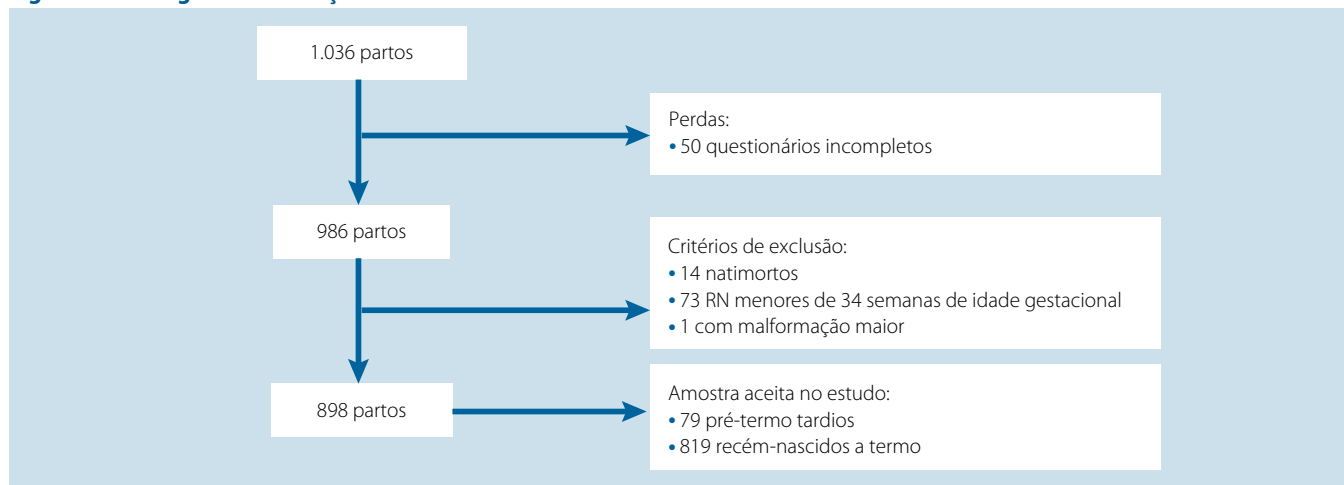 1.036 partos
Perdas:
• 50 questionários incompletos
986 partos
Critérios de exclusão:
• 14 natimortos
• 73 RN menores de 34 semanas de idade gestacional
• 1 com malformação maior
898 partos
Amostra aceita no estudo:
• 79 pré-termo tardios
• 819 recém-nascidos a termo